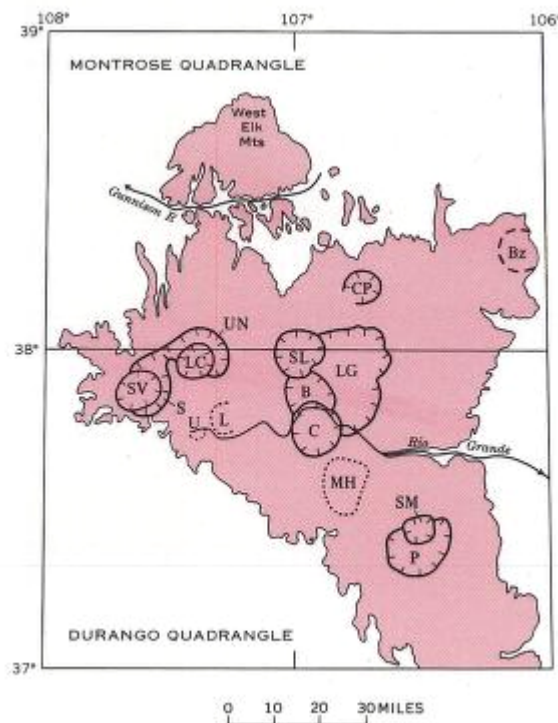 108° 107° 106°
39°
MONTROSE QUADRANGLE
West
Elk
Mts
Gunnison R
Bz
CP
UN
38°
LC
SL
LG
SV
B
S
U
L
C
Rio Grande
MH
SM
P
DURANGO QUADRANGLE
37°
0 10 20 30 MILES